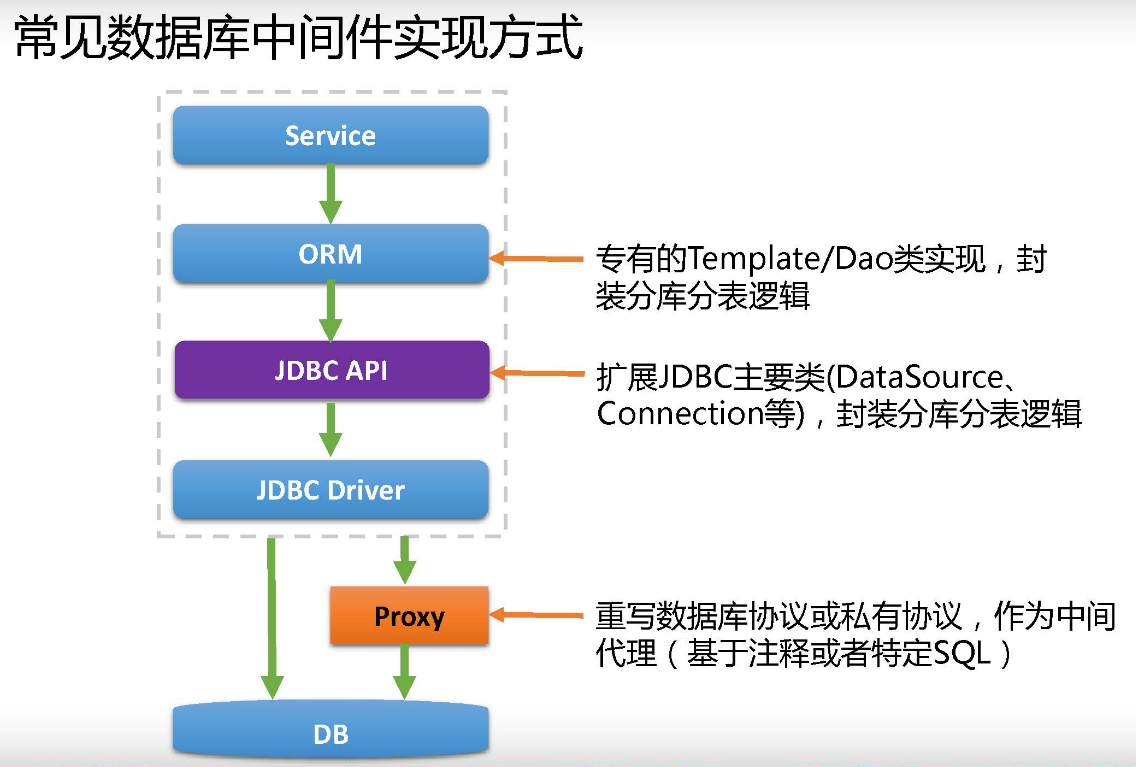 常见数据库中间件实现方式
Service
ORM
专有的Template/Dao类实现，封
装分库分表逻辑
JDBC API
扩展JDBC主要类(DataSource、
Connection等)，封装分库分表逻辑
JDBC Driver
Proxy
重写数据库协议或私有协议，作为中间
代理（基于注释或者特定SQL）
DB